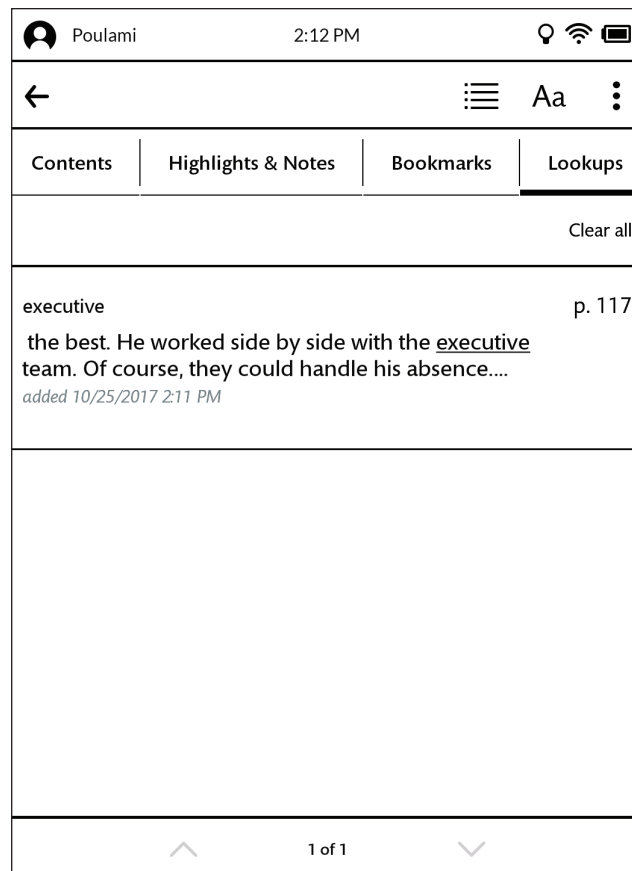 Poulami 2:12 PM
Aa
Contents Highlights & Notes Bookmarks Lookups
Clear all
executive p. 117
the best. He worked side by side with the executive
team. Of course, they could handle his absence....
added 10/25/2017 2:11 PM
1 of 1